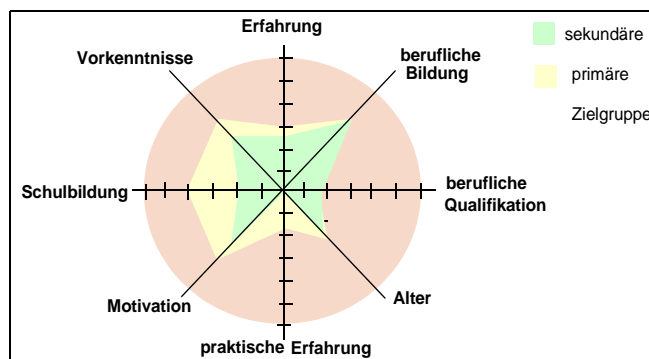 Erfahrung
sekundäre
Vorkenntnisse
berufliche
Bildung
primäre
Zielgruppe
Schulbildung
berufliche
Qualifikation
Motivation
Alter
praktische Erfahrung